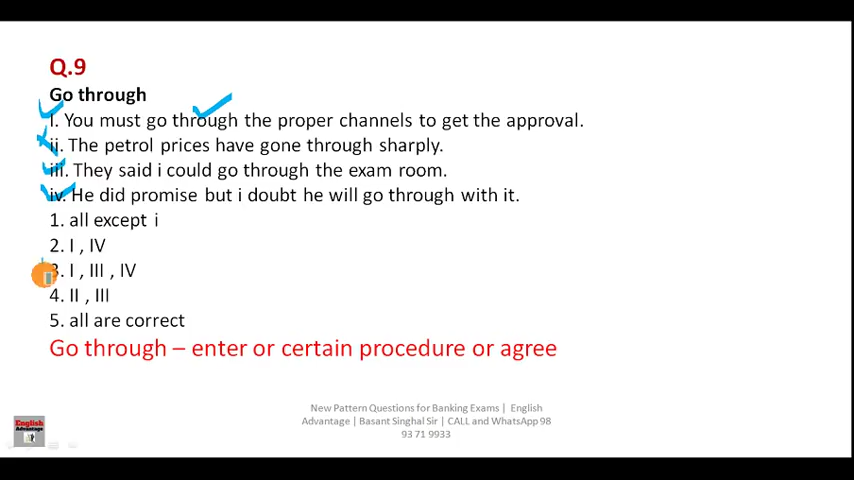 Q.9
Go through
I. You must go through the proper channels to get the approval.
ii. The petrol prices have gone through sharply.
iii. They said i could go through the exam room.
iv. He did promise but i doubt he will go through with it.
1. all except i
2. I , IV
3. I , III , IV
4. II , III
5. all are correct
Go through – enter or certain procedure or agree
New Pattern Questions for Banking Exams | English
Advantage | Basant Singhal Sir | CALL and WhatsApp 98
93 71 9933
English
Advantage